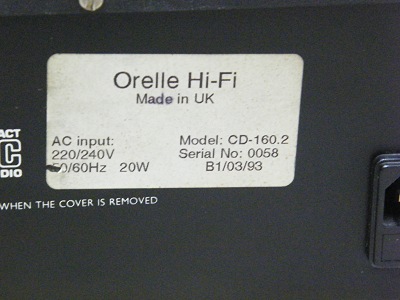 Orelle Hi-Fi
Made in UK
AC input:
220/240V
50/60Hz 20W
Model: CD-160.2
Serial No: 0058
B1/03/93
WHEN THE COVER IS REMOVED